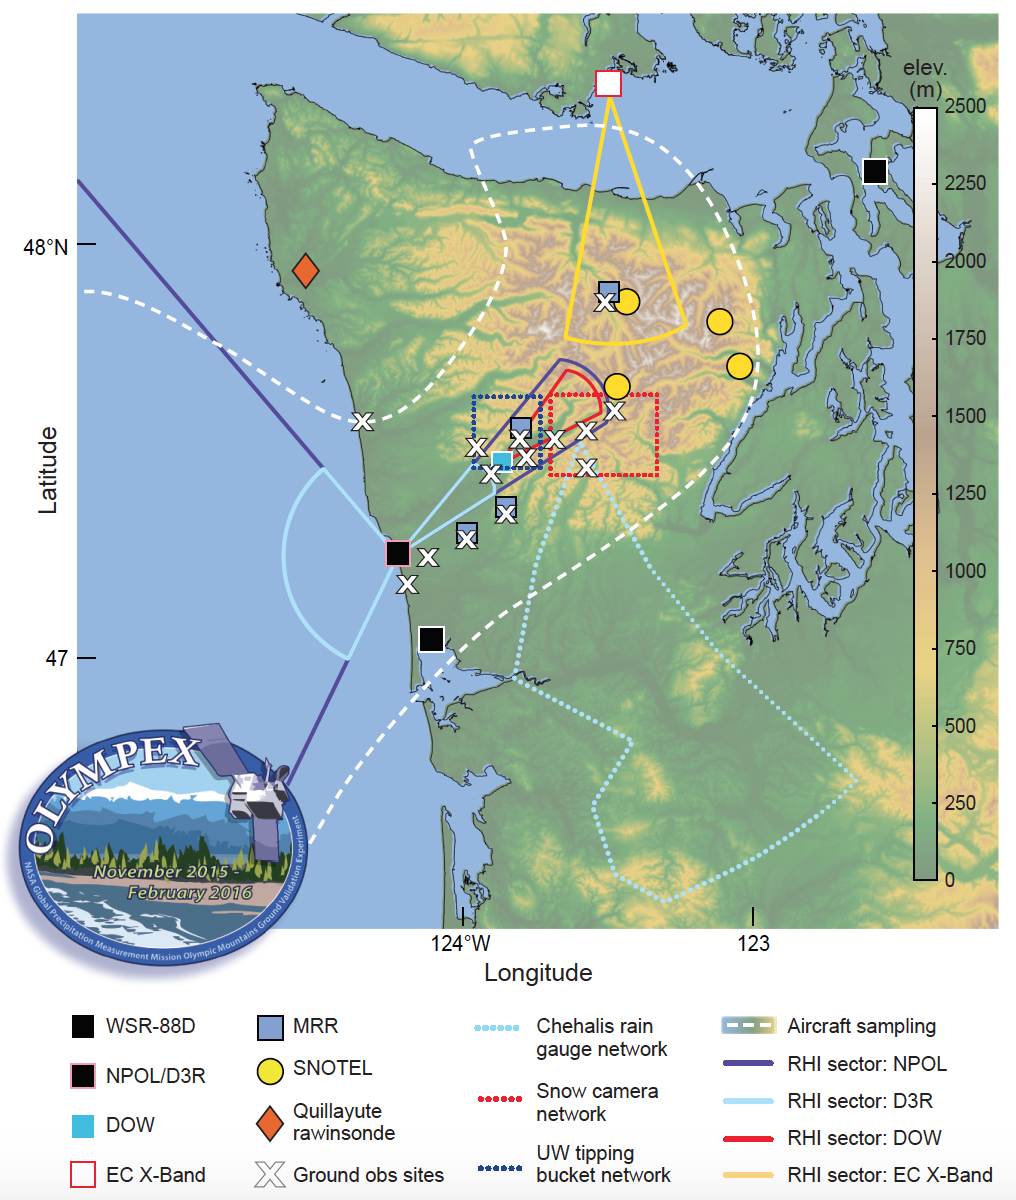 elev.
(m)
2500
2250
2000
1750
1500
1250
1000
750
500
250
0
48°N
47
Latitude
124°W
123
Longitude
OLYMPEX
November 2015 -
February 2016
NASA Global Precipitation Measurement Mission Olympic Mountains Ground Validation Experiment
WSR-88D
NPOL/D3R
DOW
EC X-Band
MRR
SNOTEL
Quillayute
rawinsonde
Ground obs sites
Chehalis rain
gauge network
Snow camera
network
UW tipping
bucket network
Aircraft sampling
RHI sector: NPOL
RHI sector: D3R
RHI sector: DOW
RHI sector: EC X-Band